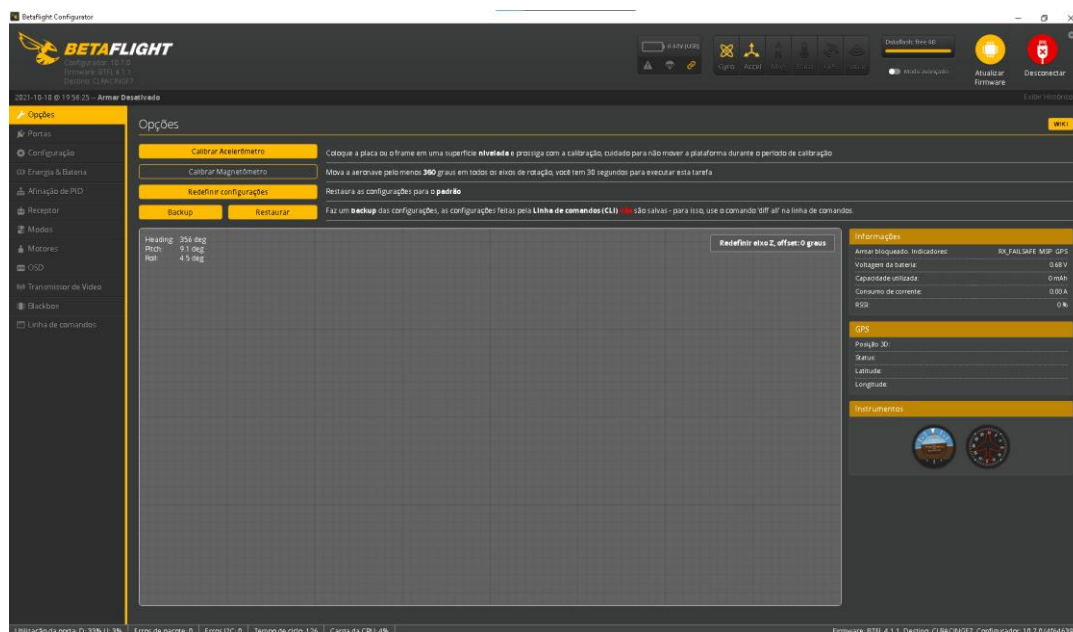 Betaflight Configurator
BETAFLIGHT
Configurador: 10.7.0
Firmware: BTFL 4.1.1
Destino: CLRACINGF7
(USB)
Gyro
Accel
Dataflash: free
Modo avançado
Atualizar Firmware
Desconectar
2021-10-18 @ 19:56:25 -- Armar Desativado
Exibir Histórico
Opções
Portas
Configuração
Energia & Bateria
Afinação de PID
Receptor
Modos
Motores
OSD
Transmissor de Vídeo
Blackbox
Linha de comandos
Opções
WIKI
Calibrar Acelerômetro
Coloque a placa ou o frame em uma superfície nivelada e prossiga com a calibração, cuidado para não mover a plataforma durante o período de calibração
Calibrar Magnetômetro
Mova a aeronave pelo menos 360 graus em todos os eixos de rotação, você tem 30 segundos para executar esta tarefa
Redefinir configurações
Restaura as configurações para o padrão
Backup
Restaurar
Faz um backup das configurações, as configurações feitas pela Linha de comandos (CLI) não são salvas - para isso, use o comando 'diff all' na linha de comandos.
Heading: 356 deg
Pitch: 9.1 deg
Roll: 4.5 deg
Redefinir eixo Z, offset: 0 graus
Informações
Armar bloqueado. Indicadores: RX_FAILSAFE MSP GPS
Voltagem da bateria: 0.68 V
Capacidade utilizada: 0 mAh
Consumo de corrente: 0.00 A
RSSI: 0 %
GPS
Posição 3D:
Status:
Latitude:
Longitude:
Instrumentos
Utilização da porta: D: 33% U: 3%
Erros de pacote: 0
Erros I2C: 0
Tempo de ciclo: 126
Carga da CPU: 4%
Firmware: BTFL 4.1.1, Destino: CLRACINGF7, Configurador: 10.7.0